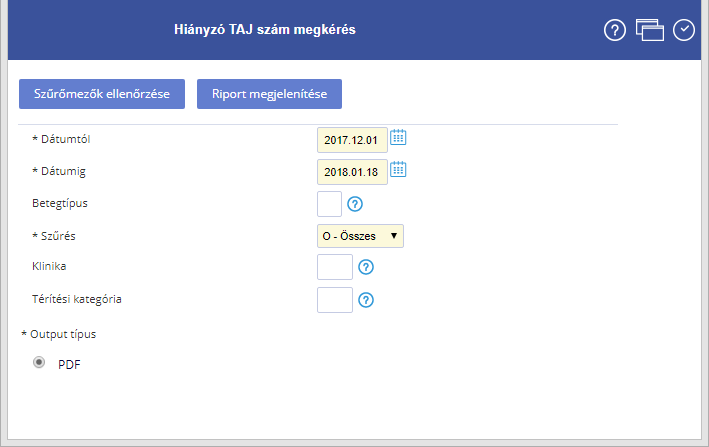 Hiányzó TAJ szám megkérés
Szűrőmezők ellenőrzése Riport megjelenítése
* Dátumtól 2017.12.01
* Dátumig 2018.01.18
Betegtípus
* Szűrés O - Összes
Klinika
Térítési kategória
* Output típus
PDF